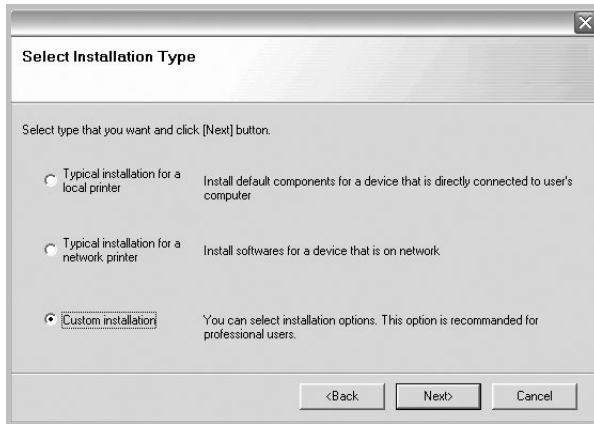 Select Installation Type
Select type that you want and click [Next] button.
Typical installation for a
local printer
Install default components for a device that is directly connected to user's
computer
Typical installation for a
network printer
Install softwares for a device that is on network
Custom installation
You can select installation options. This option is recommanded for
professional users.
<Back
Next>
Cancel